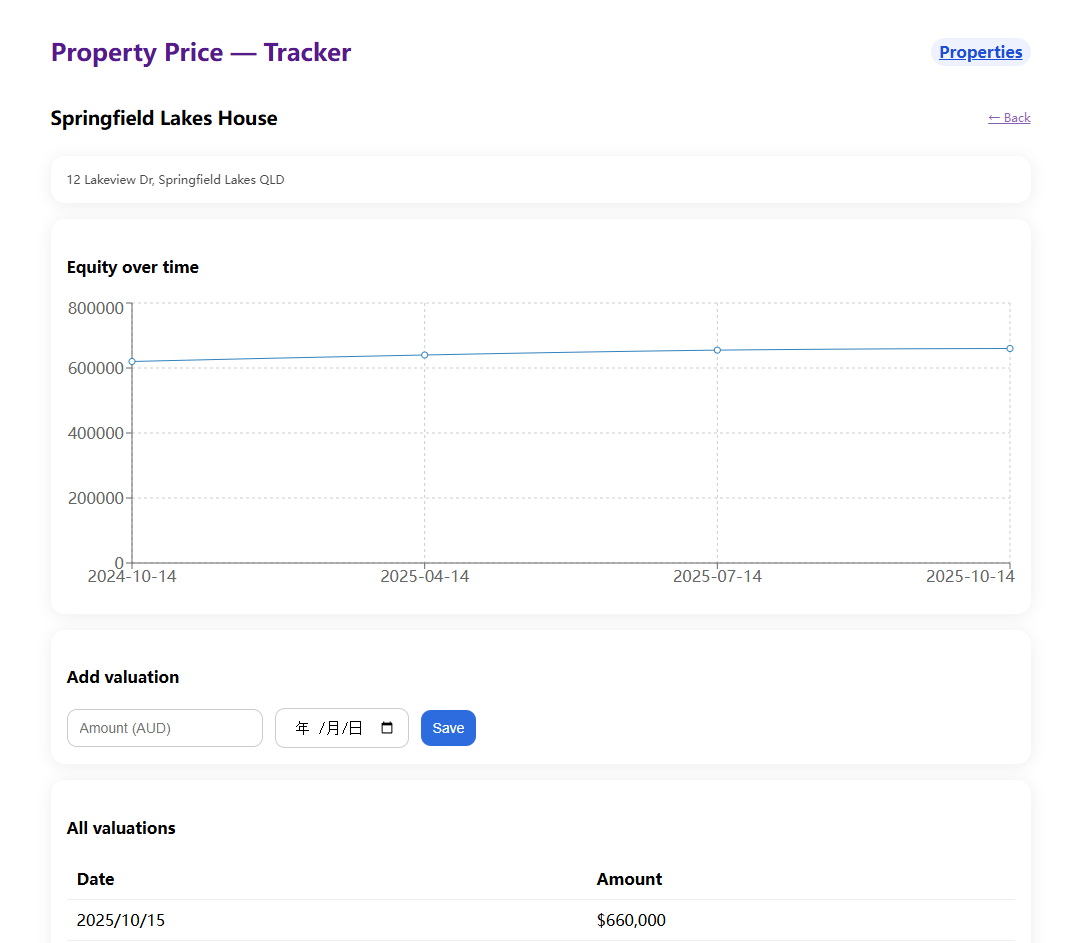 Property Price — Tracker
Properties
Springfield Lakes House
← Back
12 Lakeview Dr, Springfield Lakes QLD
Equity over time
800000
600000
400000
200000
0
2024-10-14 2025-04-14 2025-07-14 2025-10-14
Add valuation
Amount (AUD)
年 /月/日
Save
All valuations
Date Amount
2025/10/15 $660,000